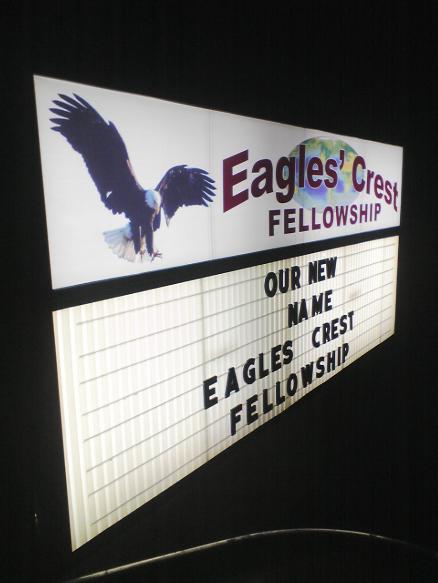 Eagles' Crest
FELLOWSHIP
OUR NEW
NAME
EAGLES CREST
FELLOWSHIP